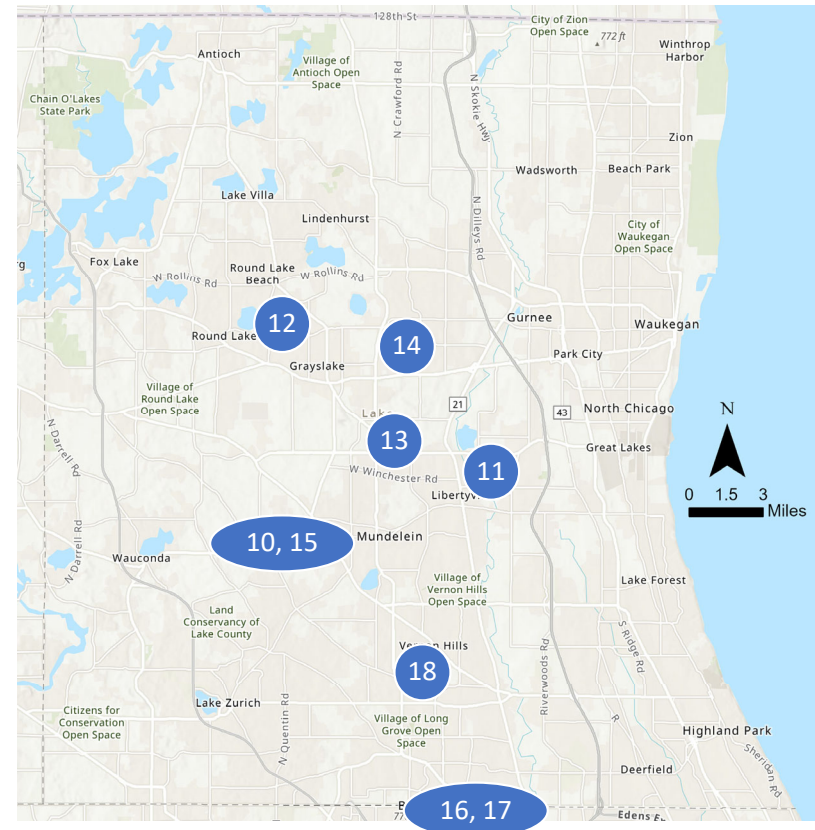 128th St
City of Zion
Open Space
772 ft
Winthrop
Harbor
Antioch
Village of
Antioch Open
Space
Chain O'Lakes
State Park
N Crawford Rd
N Skokie Hwy
Zion
Wadsworth
Beach Park
Lake Villa
Lindenhurst
N Dilleys Rd
City of
Waukegan
Open Space
Fox Lake
W Rollins Rd
Round Lake
Beach
W Rollins Rd
12
Gurnee
Waukegan
Round Lake
14
Park City
Grayslake
Village of
Round Lake
Open Space
21
43
North Chicago
Lake
13
Great Lakes
N
N Darrell Rd
W Winchester Rd
11
0 1.5 3
Miles
10, 15
Mundelein
Wauconda
N Darrell Rd
Village of
Vernon Hills
Open Space
Lake Forest
Land
Conservancy of
Lake County
S Ridge Rd
Riverwoods Rd
18
Lake Zurich
N Quentin Rd
Citizens for
Conservation
Open Space
Village of Long
Grove Open
Space
R
Highland Park
Sheridan Rd
Deerfield
16, 17
Edens